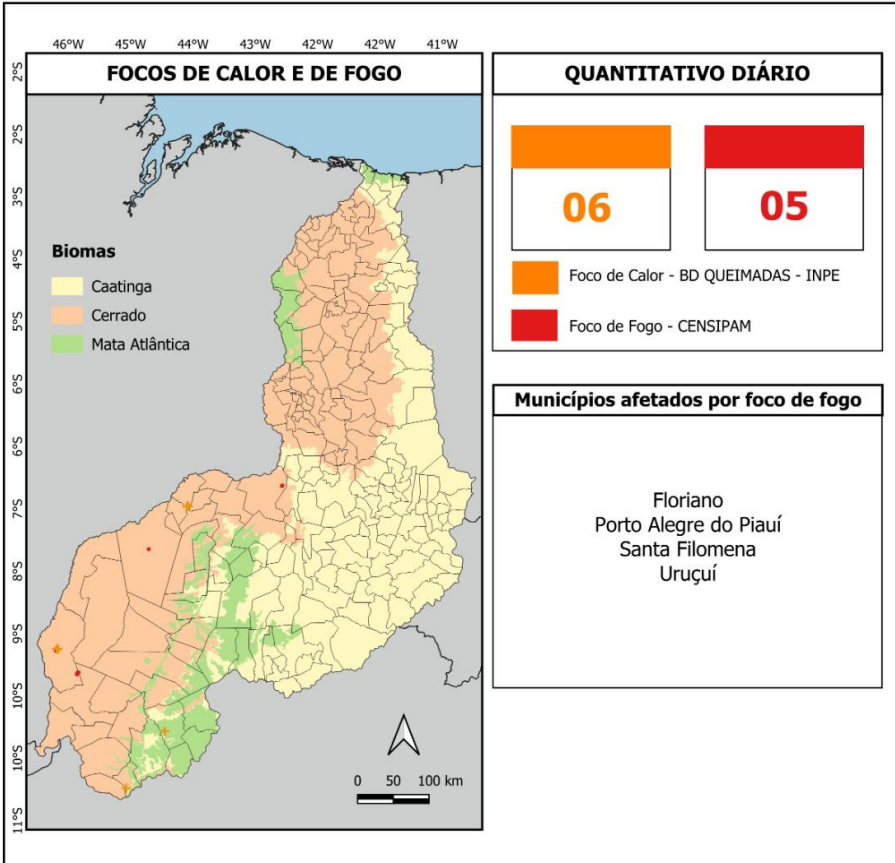 46°W 45°W 44°W 43°W 42°W 42°W 41°W
FOCOS DE CALOR E DE FOGO
2°S
2°S
3°S
4°S
5°S
6°S
6°S
7°S
8°S
9°S
10°S
10°S
11°S
Biomas
Caatinga
Cerrado
Mata Atlântica
0 50 100 km
QUANTITATIVO DIÁRIO
06
05
Foco de Calor - BD QUEIMADAS - INPE
Foco de Fogo - CENSIPAM
Municípios afetados por foco de fogo
Floriano
Porto Alegre do Piauí
Santa Filomena
Uruçuí